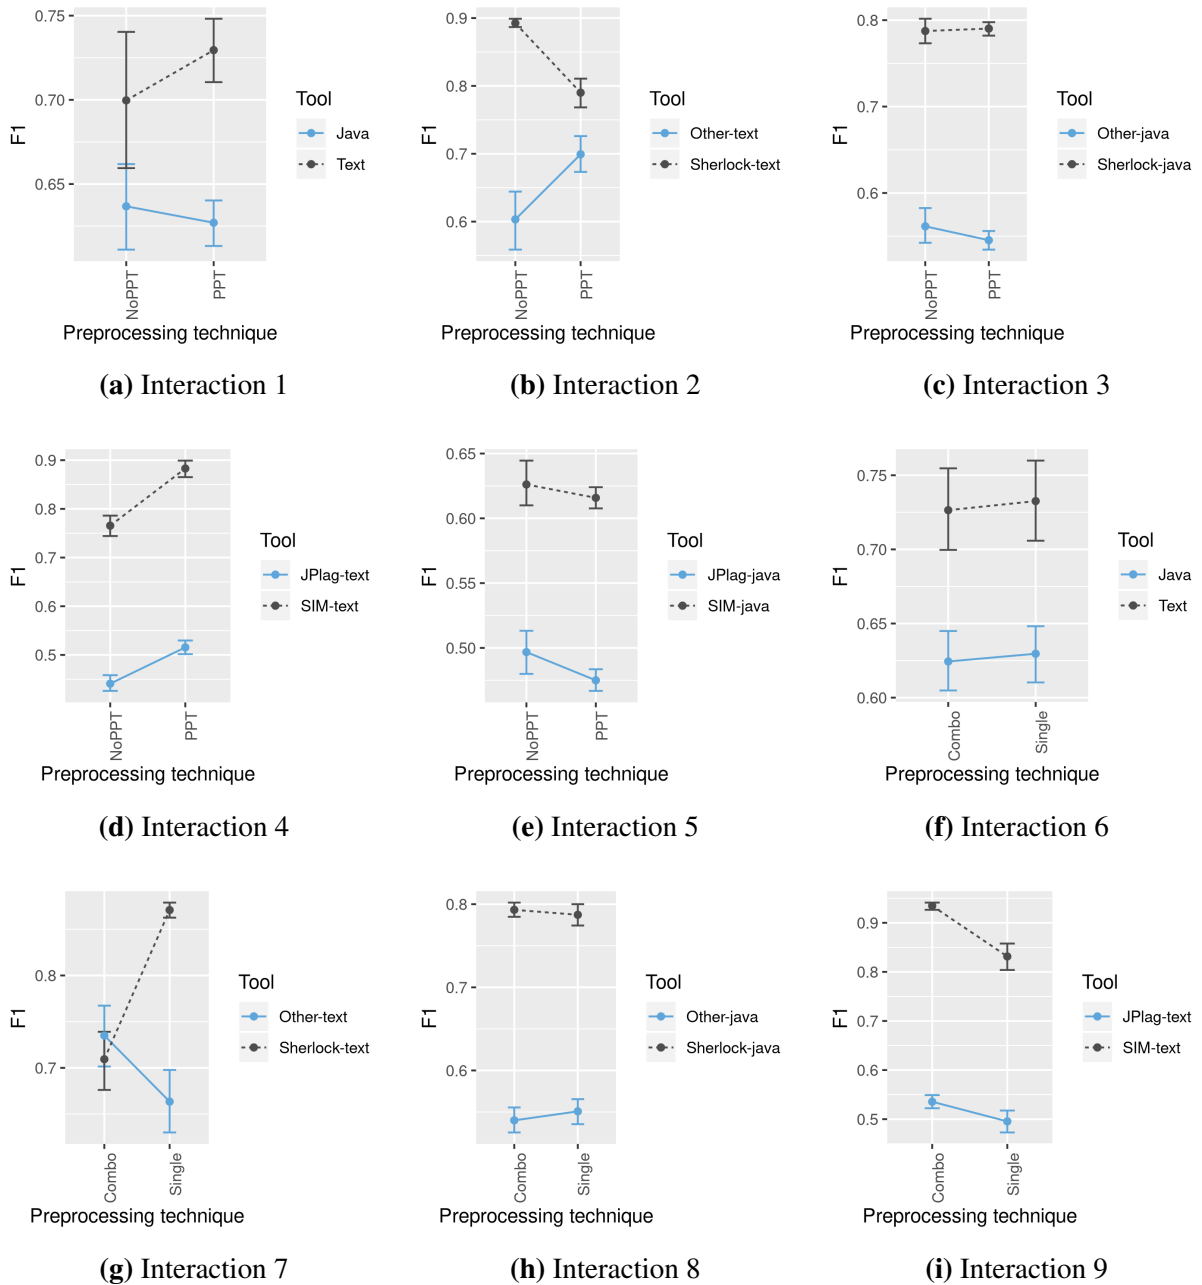 0.75
0.70
0.65
F1
NoPPT
PPT
Preprocessing technique
Tool
Java
Text
(a) Interaction 1
0.9
0.8
0.7
0.6
F1
NoPPT
PPT
Preprocessing technique
Tool
Other-text
Sherlock-text
(b) Interaction 2
0.8
0.7
0.6
F1
NoPPT
PPT
Preprocessing technique
Tool
Other-java
Sherlock-java
(c) Interaction 3
0.9
0.8
0.7
0.6
0.5
F1
NoPPT
PPT
Preprocessing technique
Tool
JPlag-text
SIM-text
(d) Interaction 4
0.65
0.60
0.55
0.50
F1
NoPPT
PPT
Preprocessing technique
Tool
JPlag-java
SIM-java
(e) Interaction 5
0.75
0.70
0.65
0.60
F1
Combo
Single
Preprocessing technique
Tool
Java
Text
(f) Interaction 6
0.8
0.7
F1
Combo
Single
Preprocessing technique
Tool
Other-text
Sherlock-text
(g) Interaction 7
0.8
0.7
0.6
F1
Combo
Single
Preprocessing technique
Tool
Other-java
Sherlock-java
(h) Interaction 8
0.9
0.8
0.7
0.6
0.5
F1
Combo
Single
Preprocessing technique
Tool
JPlag-text
SIM-text
(i) Interaction 9